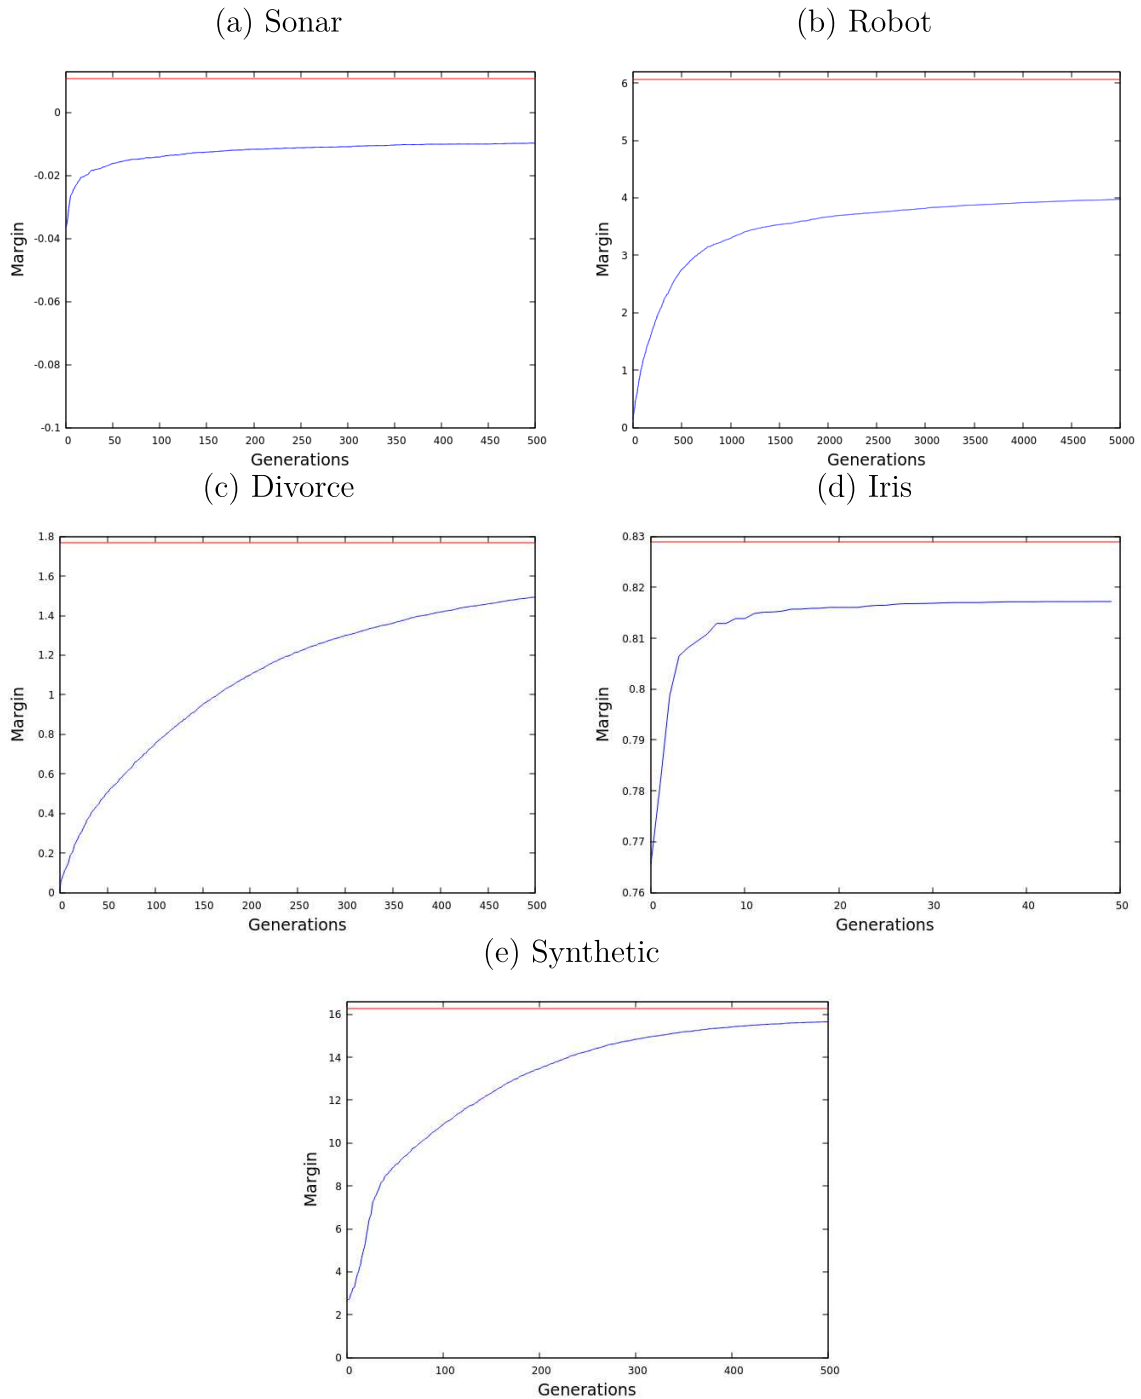 (a) Sonar
0
-0.02
-0.04
-0.06
-0.08
-0.1
Margin
0 50 100 150 200 250 300 350 400 450 500
Generations
(b) Robot
6
5
4
3
2
1
0
Margin
0 500 1000 1500 2000 2500 3000 3500 4000 4500 5000
Generations
(c) Divorce
1.8
1.6
1.4
1.2
1
0.8
0.6
0.4
0.2
0
Margin
0 50 100 150 200 250 300 350 400 450 500
Generations
(d) Iris
0.83
0.82
0.81
0.8
0.79
0.78
0.77
0.76
Margin
0 10 20 30 40 50
Generations
(e) Synthetic
16
14
12
10
8
6
4
2
0
Margin
0 100 200 300 400 500
Generations